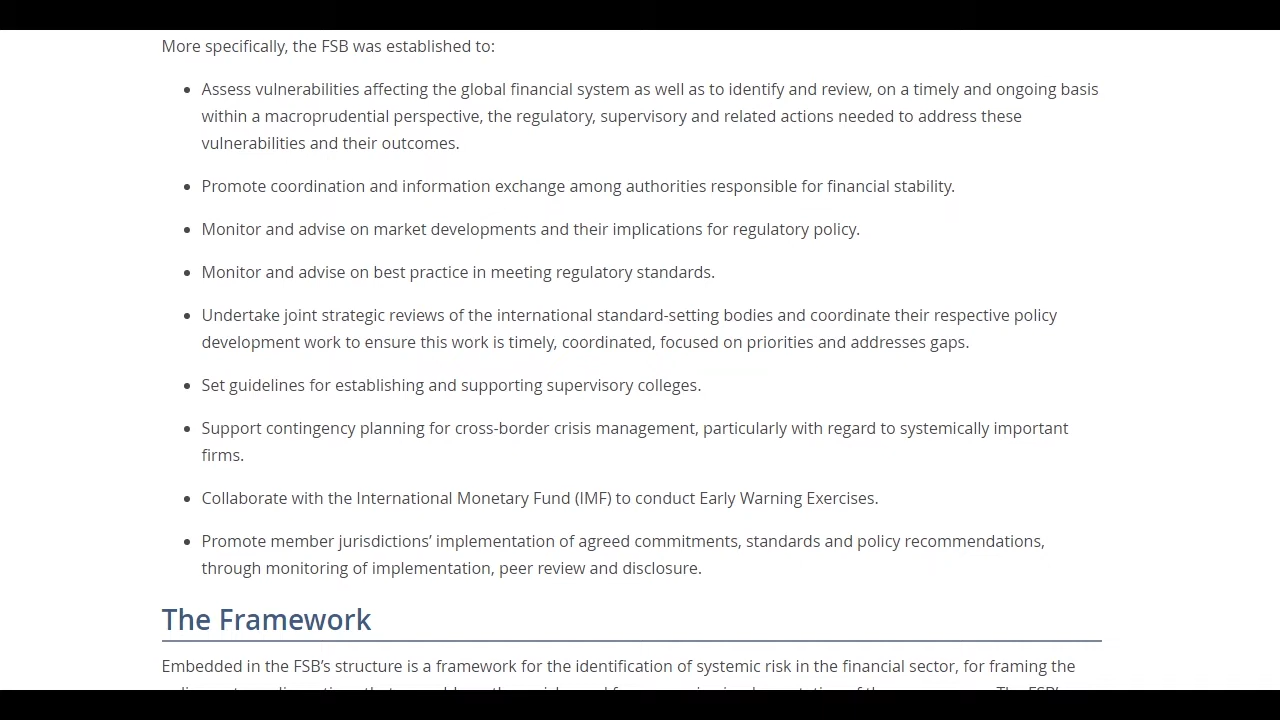 More specifically, the FSB was established to:
Assess vulnerabilities affecting the global financial system as well as to identify and review, on a timely and ongoing basis
within a macroprudential perspective, the regulatory, supervisory and related actions needed to address these
vulnerabilities and their outcomes.
Promote coordination and information exchange among authorities responsible for financial stability.
Monitor and advise on market developments and their implications for regulatory policy.
Monitor and advise on best practice in meeting regulatory standards.
Undertake joint strategic reviews of the international standard-setting bodies and coordinate their respective policy
development work to ensure this work is timely, coordinated, focused on priorities and addresses gaps.
Set guidelines for establishing and supporting supervisory colleges.
Support contingency planning for cross-border crisis management, particularly with regard to systemically important
firms.
Collaborate with the International Monetary Fund (IMF) to conduct Early Warning Exercises.
Promote member jurisdictions’ implementation of agreed commitments, standards and policy recommendations,
through monitoring of implementation, peer review and disclosure.
The Framework
Embedded in the FSB’s structure is a framework for the identification of systemic risk in the financial sector, for framing the